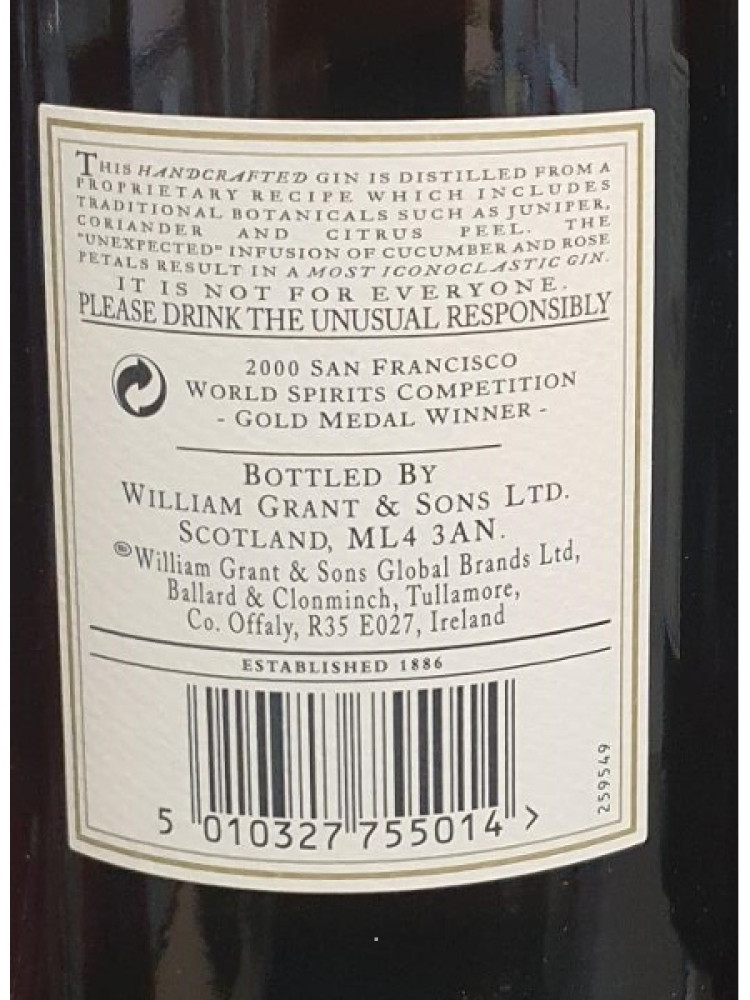 THIS HANDCRAFTED GIN IS DISTILLED FROM A
PROPRIETARY RECIPE WHICH INCLUDES
TRADITIONAL BOTANICALS SUCH AS JUNIPER,
CORIANDER AND CITRUS PEEL. THE
"UNEXPECTED" INFUSION OF CUCUMBER AND ROSE
PETALS RESULT IN A MOST ICONOCLASTIC GIN.
IT IS NOT FOR EVERYONE.
PLEASE DRINK THE UNUSUAL RESPONSIBLY
2000 SAN FRANCISCO
WORLD SPIRITS COMPETITION
- GOLD MEDAL WINNER -
BOTTLED BY
WILLIAM GRANT & SONS LTD.
SCOTLAND, ML4 3AN.
William Grant & Sons Global Brands Ltd,
Ballard & Clonminch, Tullamore,
Co. Offaly, R35 E027, Ireland
ESTABLISHED 1886
5 010327 755014 >
259549